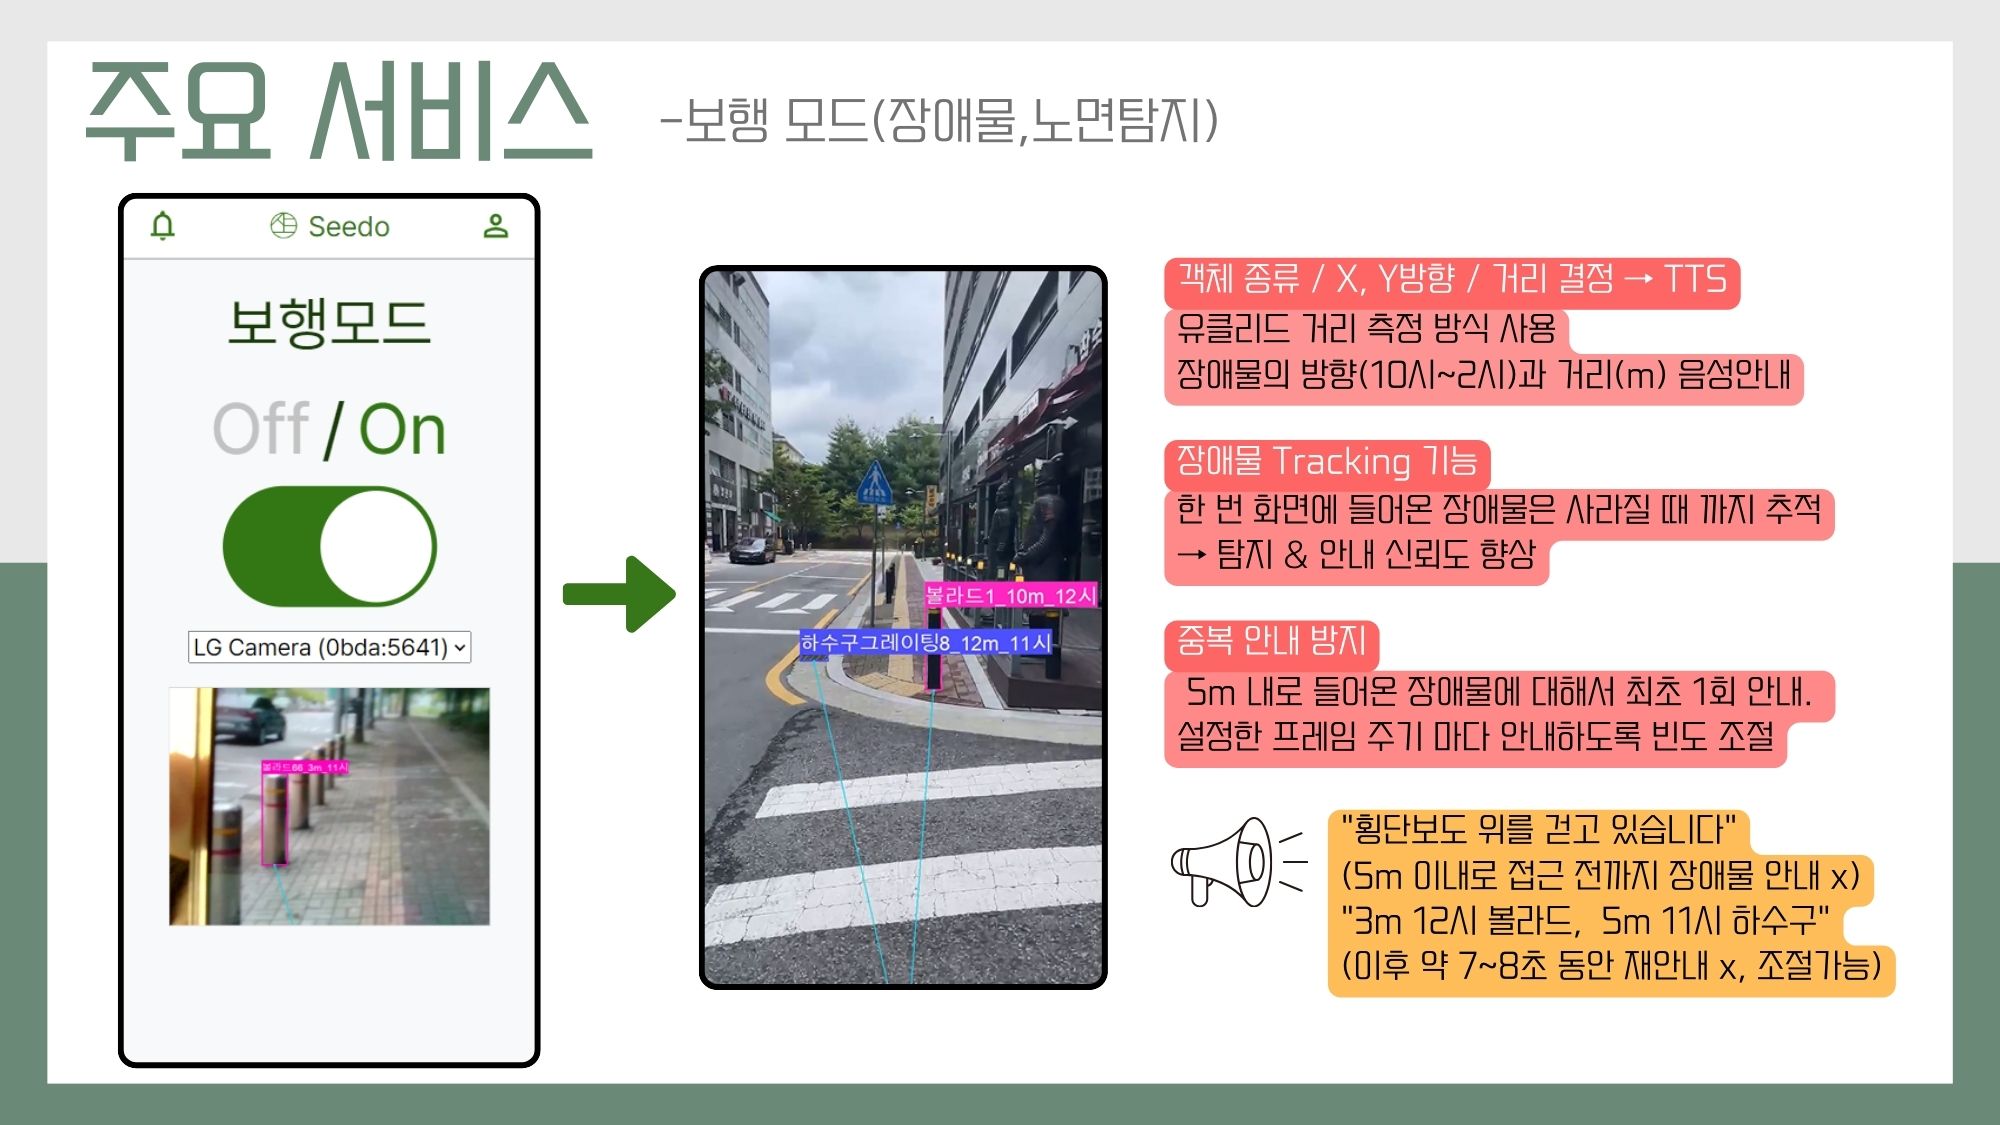 주요 서비스
-보행 모드(장애물,노면탐지)
Seedo
보행모드
Off / On
LG Camera (0bda:5641)
볼라드66_3m_11시
볼라드1_10m_12시
하수구그레이팅8_12m_11시
객체 종류 / X, Y방향 / 거리 결정 → TTS
유클리드 거리 측정 방식 사용
장애물의 방향(10시~2시)과 거리(m) 음성안내
장애물 Tracking 기능
한 번 화면에 들어온 장애물은 사라질 때 까지 추적
→ 탐지 & 안내 신뢰도 향상
중복 안내 방지
5m 내로 들어온 장애물에 대해서 최초 1회 안내.
설정한 프레임 주기 마다 안내하도록 빈도 조절
"횡단보도 위를 걷고 있습니다"
(5m 이내로 접근 전까지 장애물 안내 x)
"3m 12시 볼라드, 5m 11시 하수구"
(이후 약 7~8초 동안 재안내 x, 조절가능)